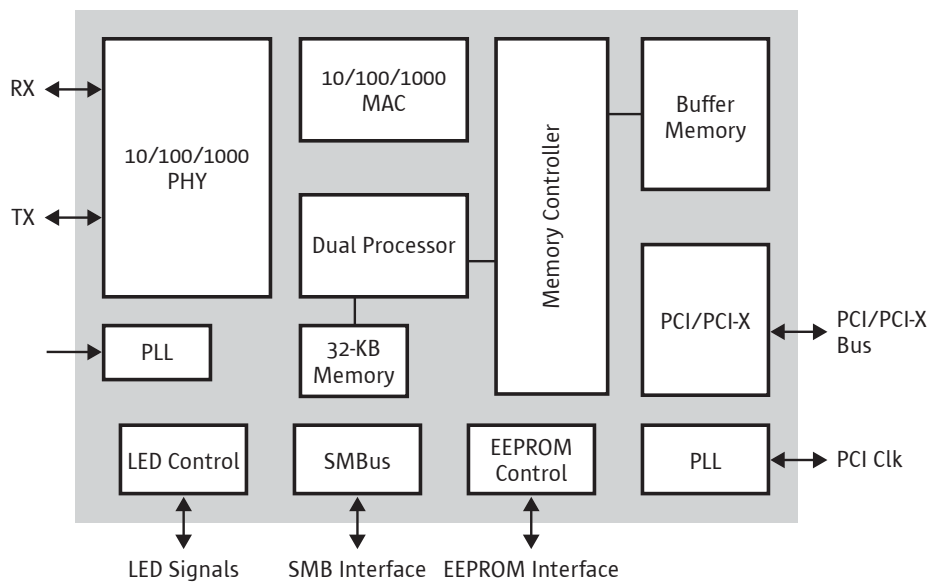 RX
TX
10/100/1000
PHY
10/100/1000
MAC
Dual Processor
32-KB
Memory
Memory Controller
Buffer
Memory
PCI/PCI-X
PCI/PCI-X
Bus
PLL
LED Control
SMBus
EEPROM
Control
PLL
PCI Clk
LED Signals
SMB Interface
EEPROM Interface